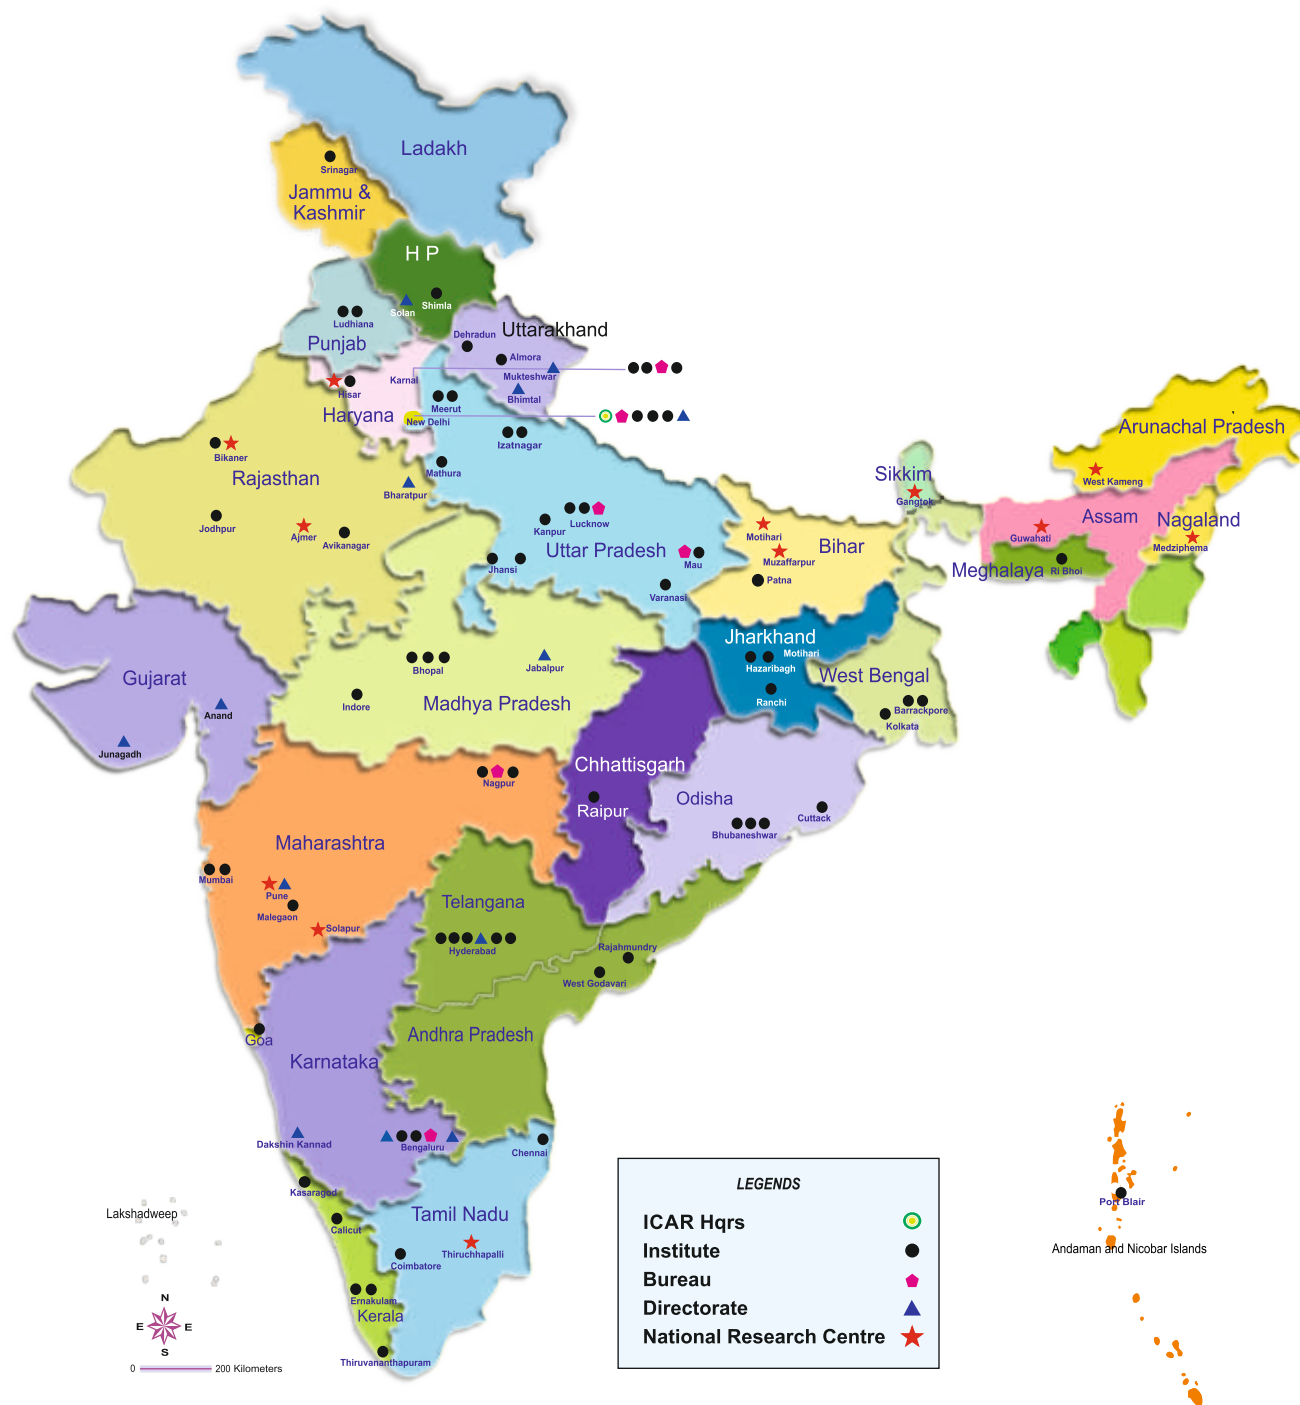 Ladakh
Srinagar
Jammu &
Kashmir
H P
Shimla
Solan
Ludhiana
Punjab
Uttarakhand
Dehradun
Almora
Mukteshwar
Bhimtal
Karnal
Hisar
Haryana
New Delhi
Meerut
Izatnagar
Mathura
Bikaner
Rajasthan
Bharatpur
Jodhpur
Ajmer
Avikanagar
Lucknow
Kanpur
Uttar Pradesh
Jhansi
Mau
Varanasi
Motihari
Bihar
Muzaffarpur
Patna
Sikkim
Gangtok
Arunachal Pradesh
West Kameng
Assam
Guwahati
Nagaland
Medziphema
Meghalaya
Ri Bhoi
Jharkhand
Motihari
Hazaribagh
Ranchi
West Bengal
Barrackpore
Kolkata
Gujarat
Anand
Junagadh
Bhopal
Jabalpur
Indore
Madhya Pradesh
Nagpur
Chhattisgarh
Raipur
Odisha
Bhubaneshwar
Cuttack
Maharashtra
Mumbai
Pune
Malegaon
Solapur
Telangana
Hyderabad
Rajahmundry
West Godavari
Andhra Pradesh
Goa
Karnataka
Dakshin Kannad
Bengaluru
Chennai
Kasaragod
Calicut
Tamil Nadu
Thiruchhapalli
Coimbatore
Ernakulam
Kerala
Thiruvananthapuram
Lakshadweep
N
E E
S
0 200 Kilometers
LEGENDS
ICAR Hqrs
Institute
Bureau
Directorate
National Research Centre
Port Blair
Andaman and Nicobar Islands